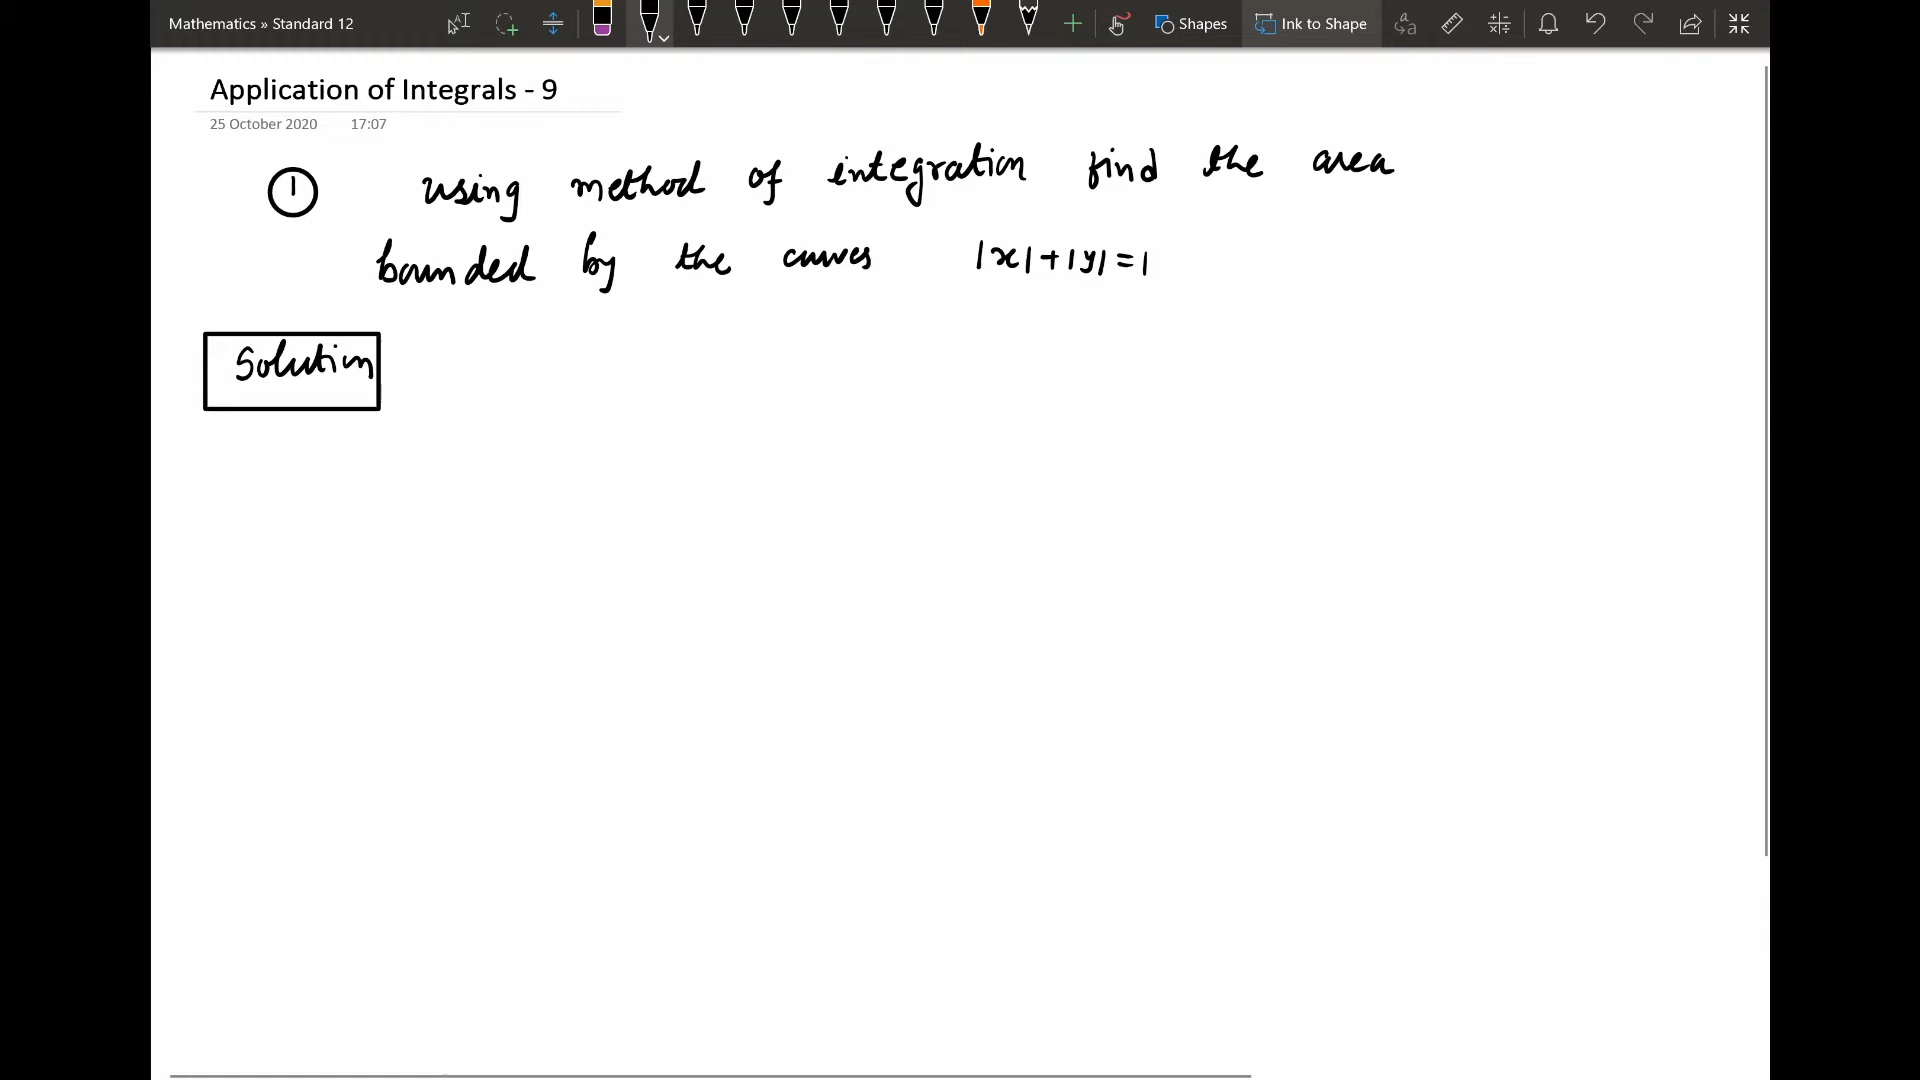 Mathematics » Standard 12
Shapes
Ink to Shape
Application of Integrals - 9
25 October 2020 17:07
① using method of integration find the area
bounded by the curves |x|+|y|=1
Solution